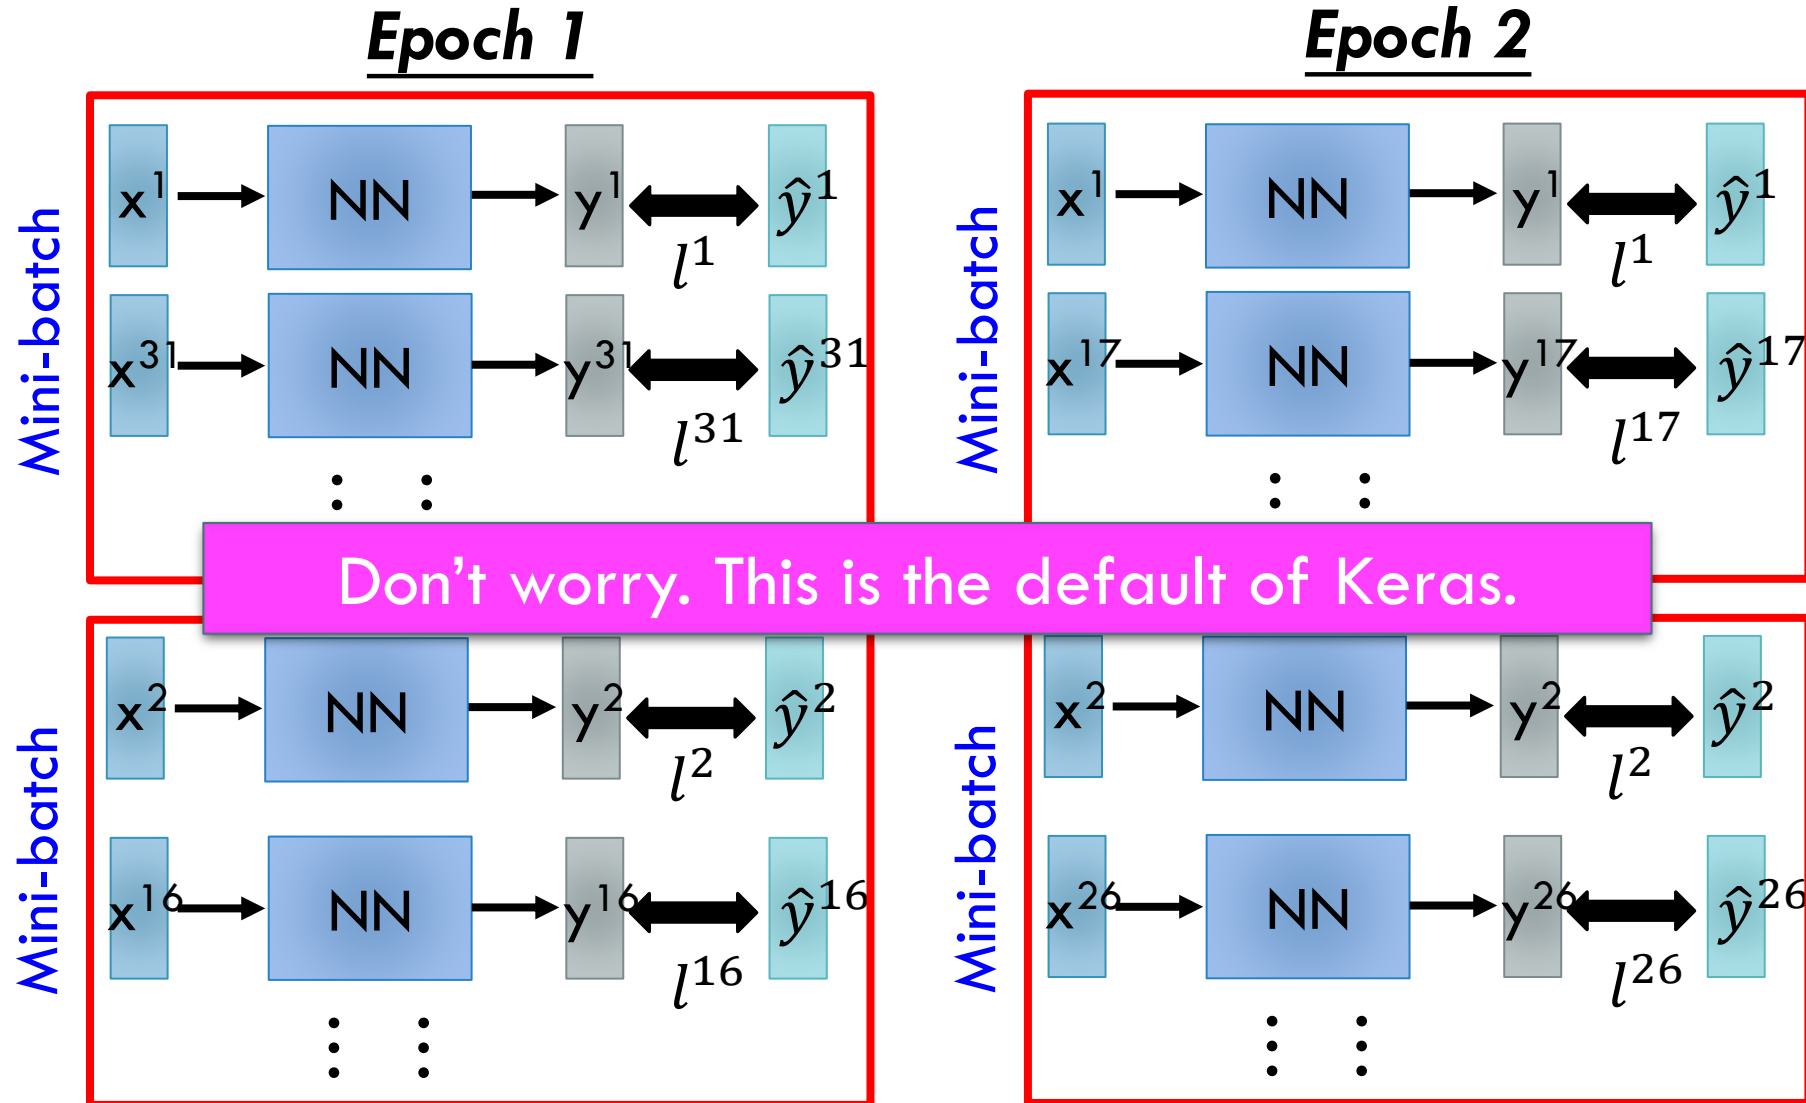 Epoch 1
Mini-batch
x¹ NN y¹ ŷ¹
l¹
x³¹ NN y³¹ ŷ³¹
l³¹
Epoch 2
Mini-batch
x¹ NN y¹ ŷ¹
l¹
x¹⁷ NN y¹⁷ ŷ¹⁷
l¹⁷
Don't worry. This is the default of Keras.
Mini-batch
x² NN y² ŷ²
l²
x¹⁶ NN y¹⁶ ŷ¹⁶
l¹⁶
Mini-batch
x² NN y² ŷ²
l²
x²⁶ NN y²⁶ ŷ²⁶
l²⁶